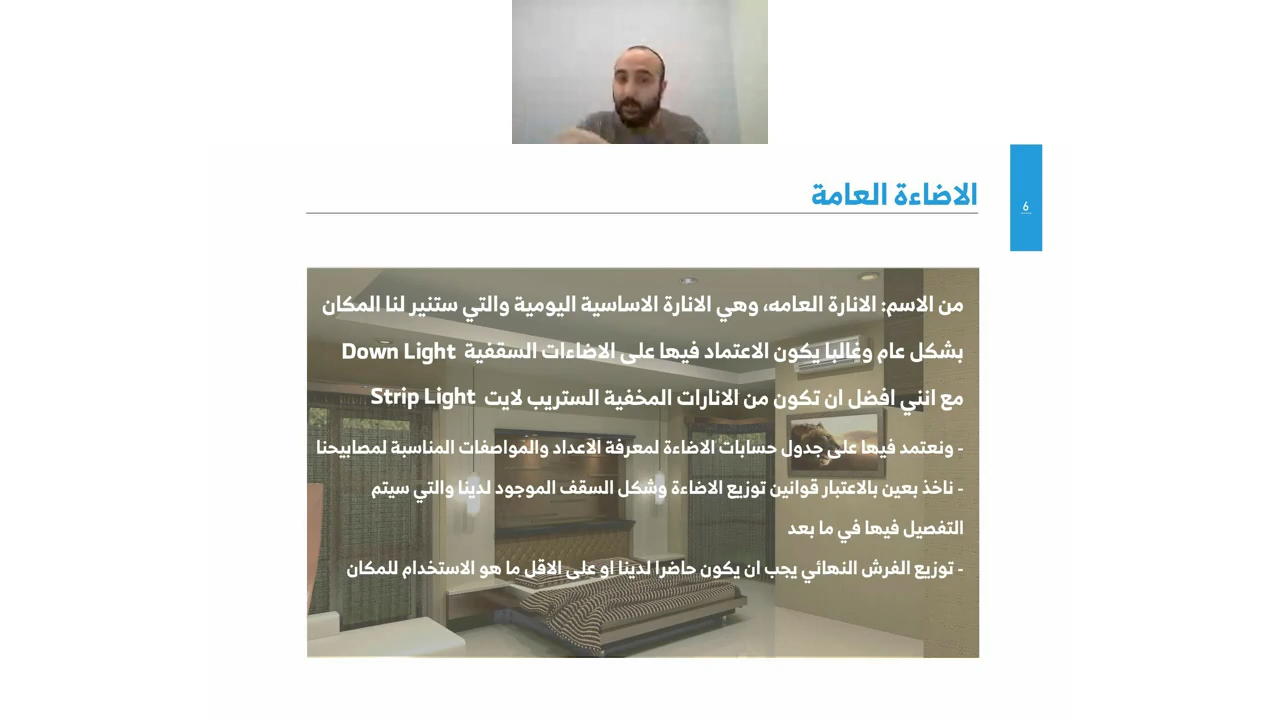 الاضاءة العامة
6
من الاسم: الانارة العامه، وهي الانارة الاساسية اليومية والتي ستنير لنا المكان
بشكل عام وغالبا يكون الاعتماد فيها على الاضاءات السقفية Down Light
مع انني افضل ان تكون من الانارات المخفية الستريب لايت Strip Light
- ونعتمد فيها على جدول حسابات الاضاءة لمعرفة الاعداد والمواصفات المناسبة لمصابيحنا
- ناخذ بعين بالاعتبار قوانين توزيع الاضاءة وشكل السقف الموجود لدينا والتي سيتم
التفصيل فيها في ما بعد
- توزيع الفرش النهائي يجب ان يكون حاضرا لدينا او على الاقل ما هو الاستخدام للمكان